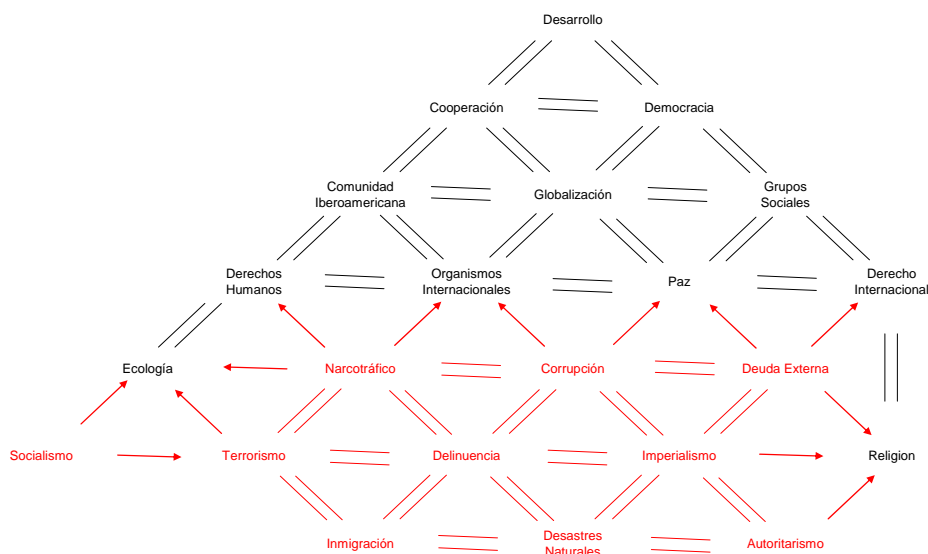 Desarrollo
Cooperación
Democracia
Comunidad
Iberoamericana
Globalización
Grupos
Sociales
Derechos
Humanos
Organismos
Internacionales
Paz
Derecho
Internacional
Ecología
Narcotráfico
Corrupción
Deuda Externa
Socialismo
Terrorismo
Delinuencia
Imperialismo
Religion
Inmigración
Desastres
Naturales
Autoritarismo